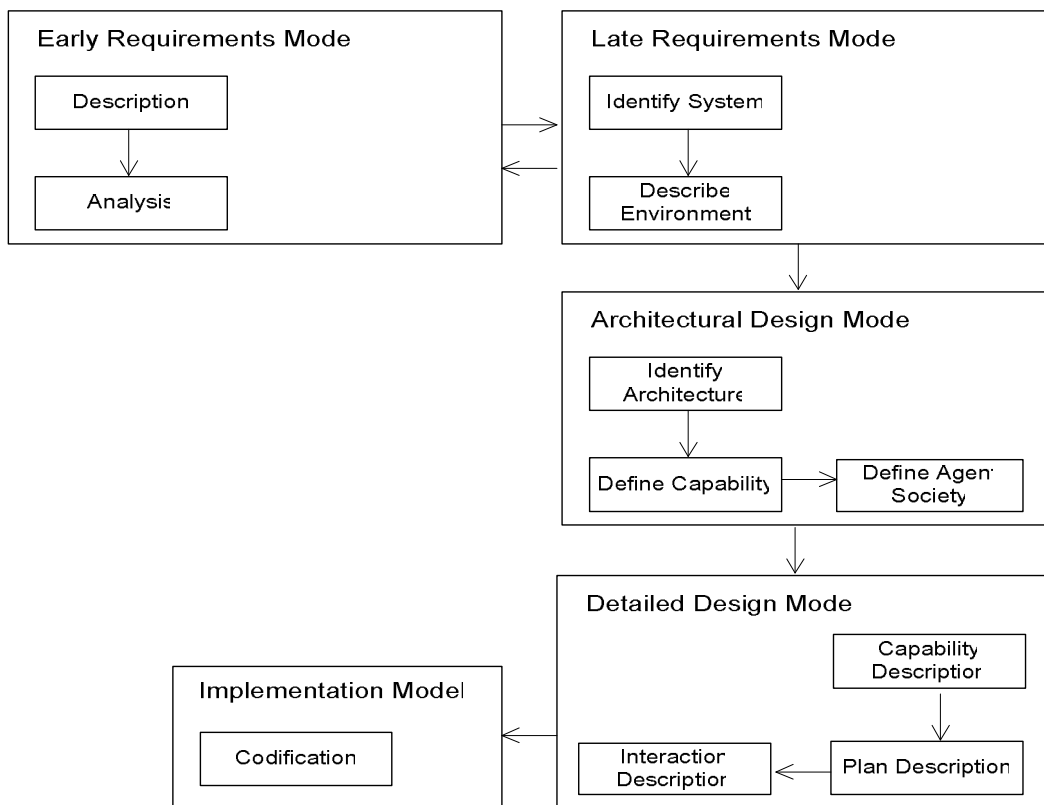 Early Requirements Mode
Description
Analysis
Late Requirements Mode
Identify System
Describe
Environment
Architectural Design Mode
Identify
Architecture
Define Capability
Define Agent
Society
Detailed Design Mode
Capability
Description
Plan Description
Interaction
Description
Implementation Model
Codification